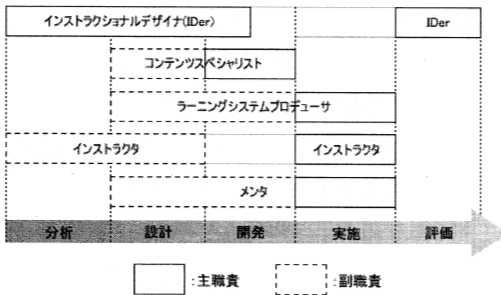 インストラクショナルデザイナ(IDer)
IDer
コンテンツスペシャリスト
ラーニングシステムプロデューサ
インストラクタ
インストラクタ
メンタ
分析
設計
開発
実施
評価
:主職責
:副職責